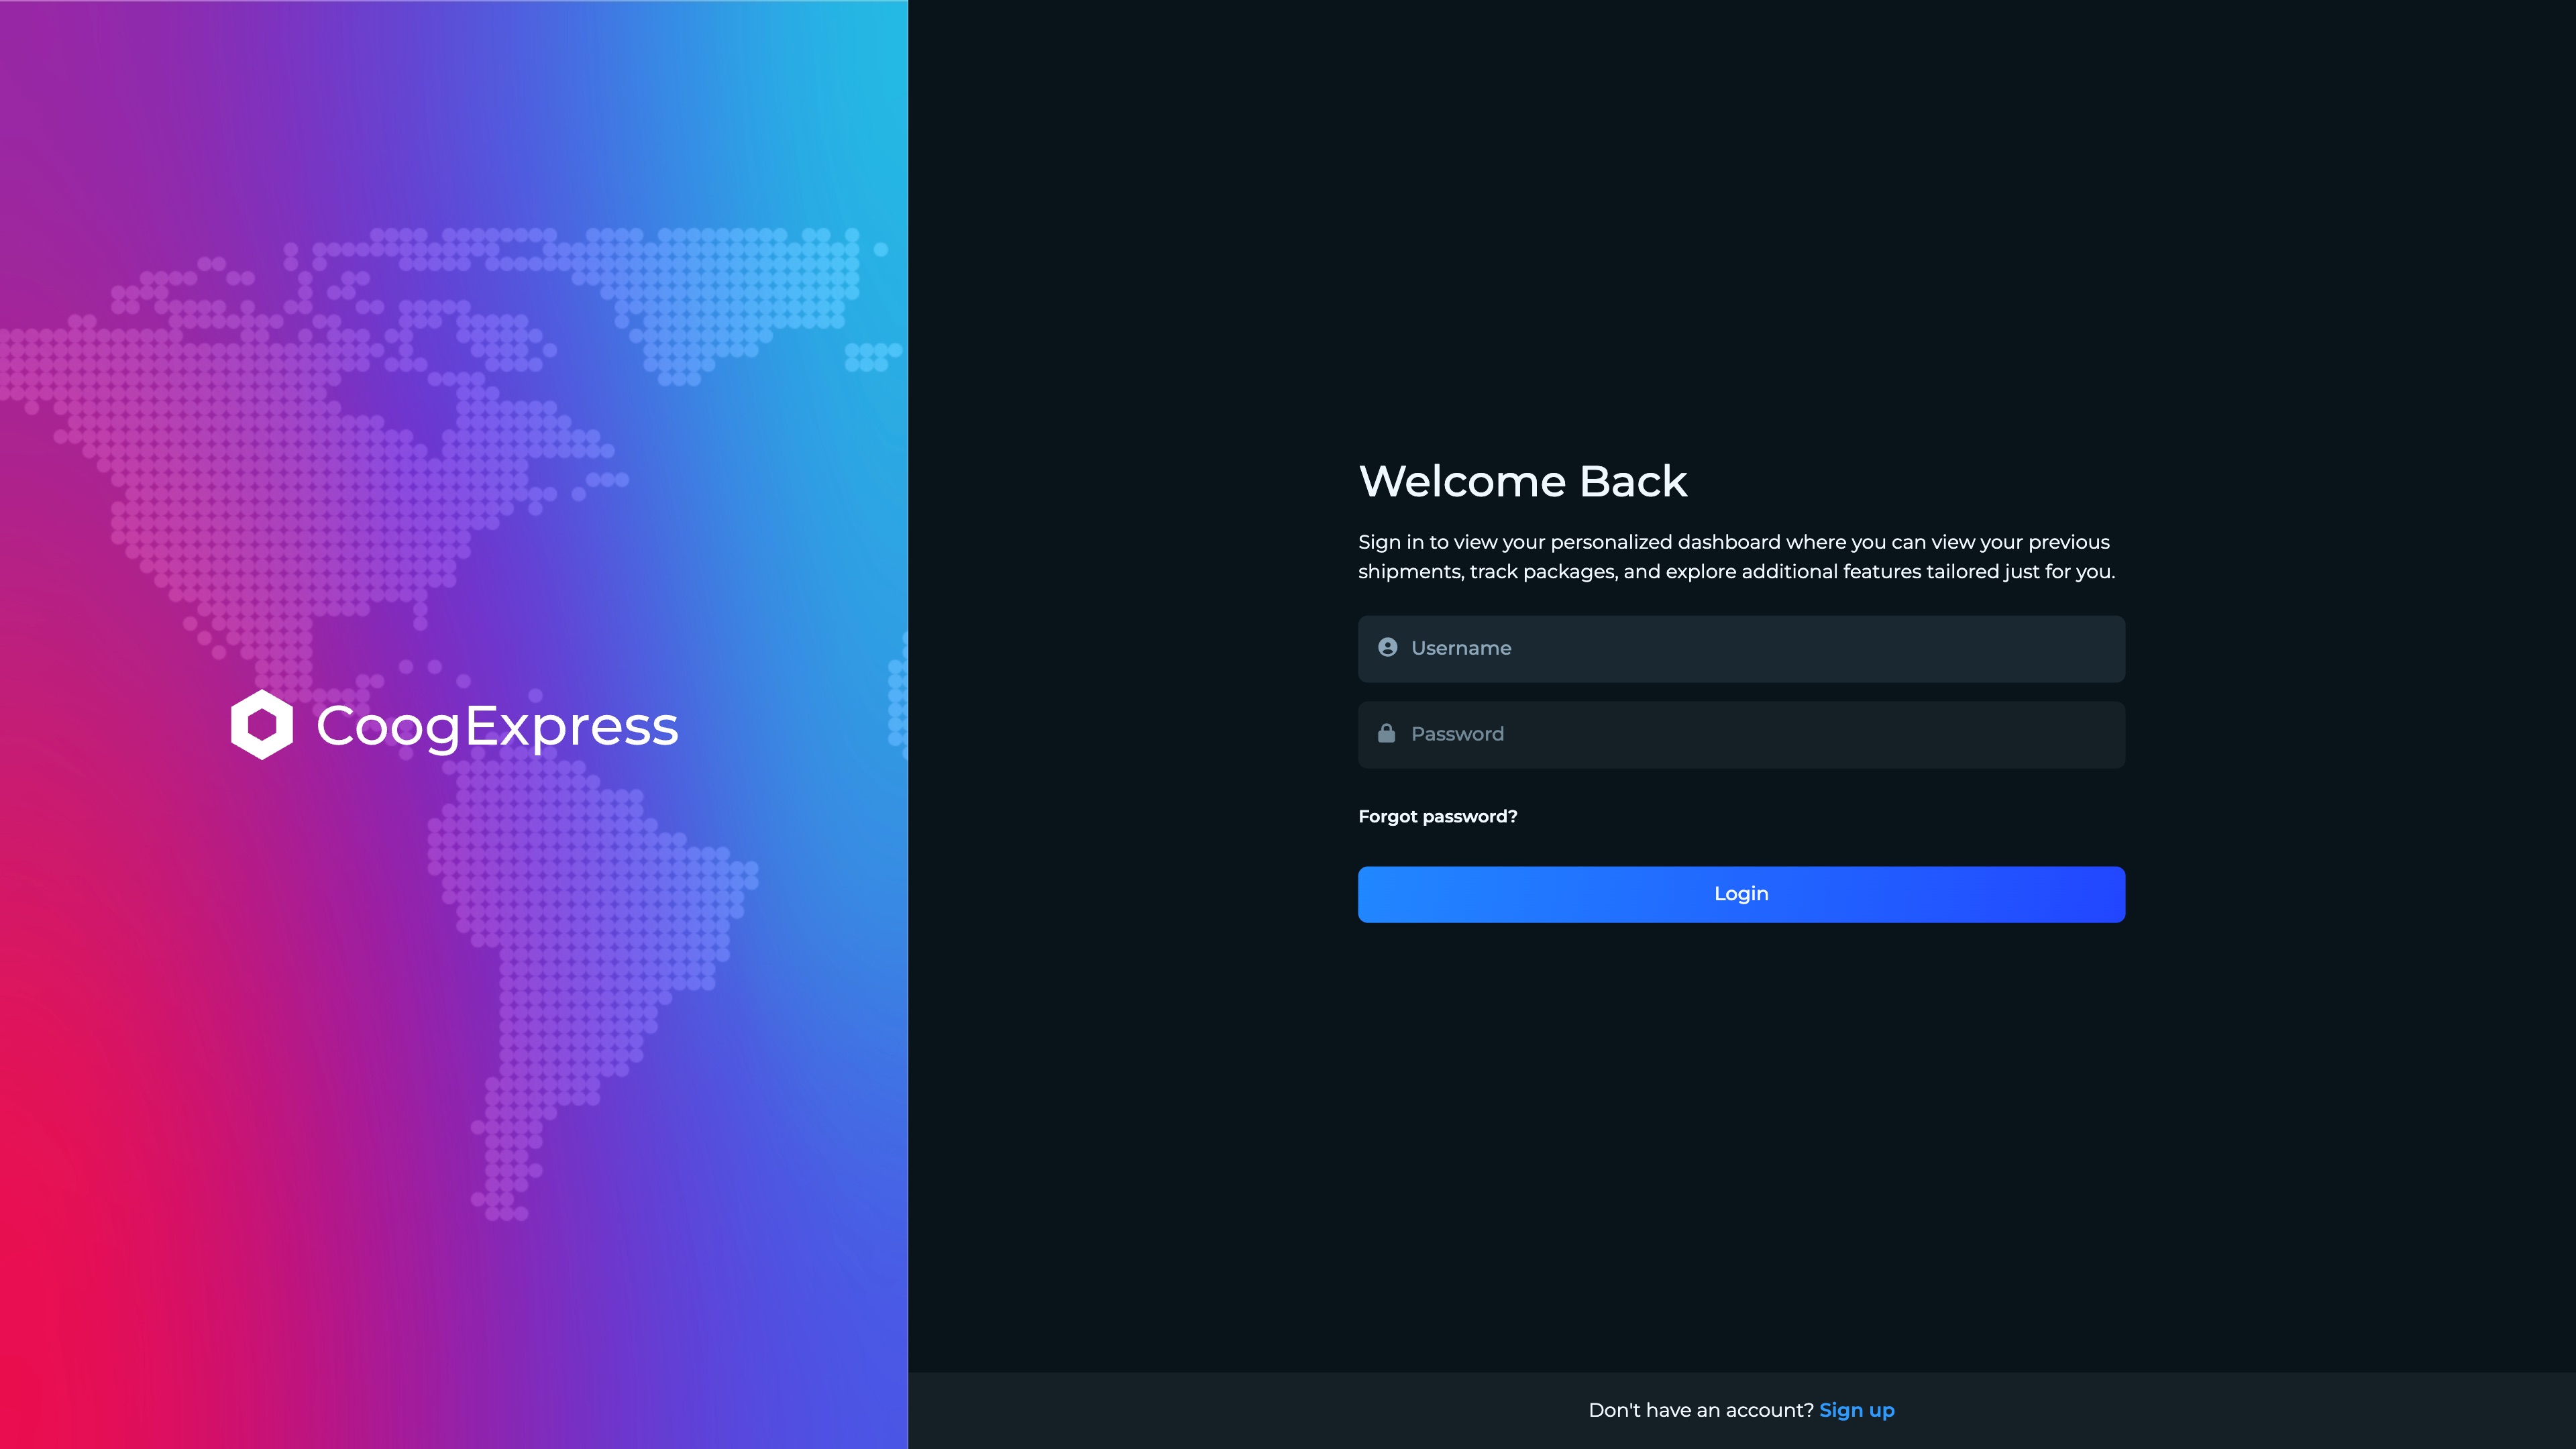 CoogExpress
Welcome Back
Sign in to view your personalized dashboard where you can view your previous
shipments, track packages, and explore additional features tailored just for you.
Username
Password
Forgot password?
Login
Don't have an account? Sign up